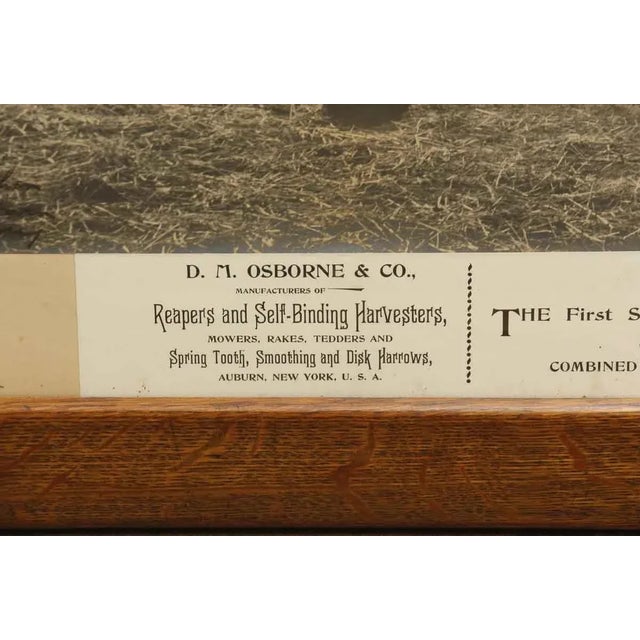 D. M. OSBORNE & CO.,
MANUFACTURERS OF
Reapers and Self-Binding Harvesters,
MOWERS, RAKES, TEDDERS AND
Spring Tooth, Smoothing and Disk Harrows,
AUBURN, NEW YORK, U. S. A.
THE First S
COMBINED